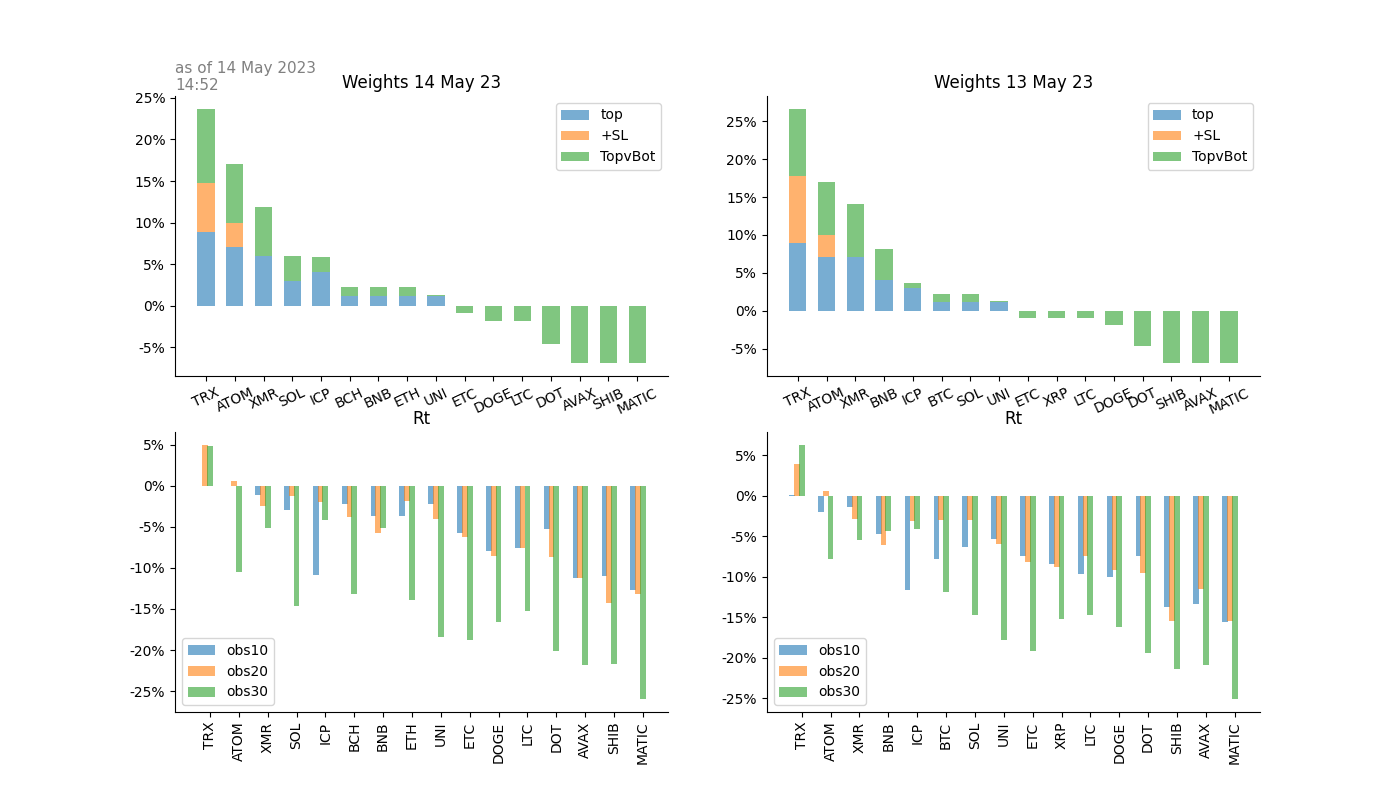 as of 14 May 2023
14:52
Weights 14 May 23
25%
20%
15%
10%
5%
0%
-5%
top
+SL
TopvBot
TRX
ATOM
XMR
SOL
ICP
BCH
BNB
ETH
UNI
ETC
DOGE
LTC
DOT
AVAX
SHIB
MATIC
Weights 13 May 23
25%
20%
15%
10%
5%
0%
-5%
top
+SL
TopvBot
TRX
ATOM
XMR
BNB
ICP
BTC
SOL
UNI
ETC
XRP
LTC
DOGE
DOT
SHIB
AVAX
MATIC
Rt
5%
0%
-5%
-10%
-15%
-20%
-25%
obs10
obs20
obs30
TRX
ATOM
XMR
SOL
ICP
BCH
BNB
ETH
UNI
ETC
DOGE
LTC
DOT
AVAX
SHIB
MATIC
Rt
5%
0%
-5%
-10%
-15%
-20%
-25%
obs10
obs20
obs30
TRX
ATOM
XMR
BNB
ICP
BTC
SOL
UNI
ETC
XRP
LTC
DOGE
DOT
SHIB
AVAX
MATIC